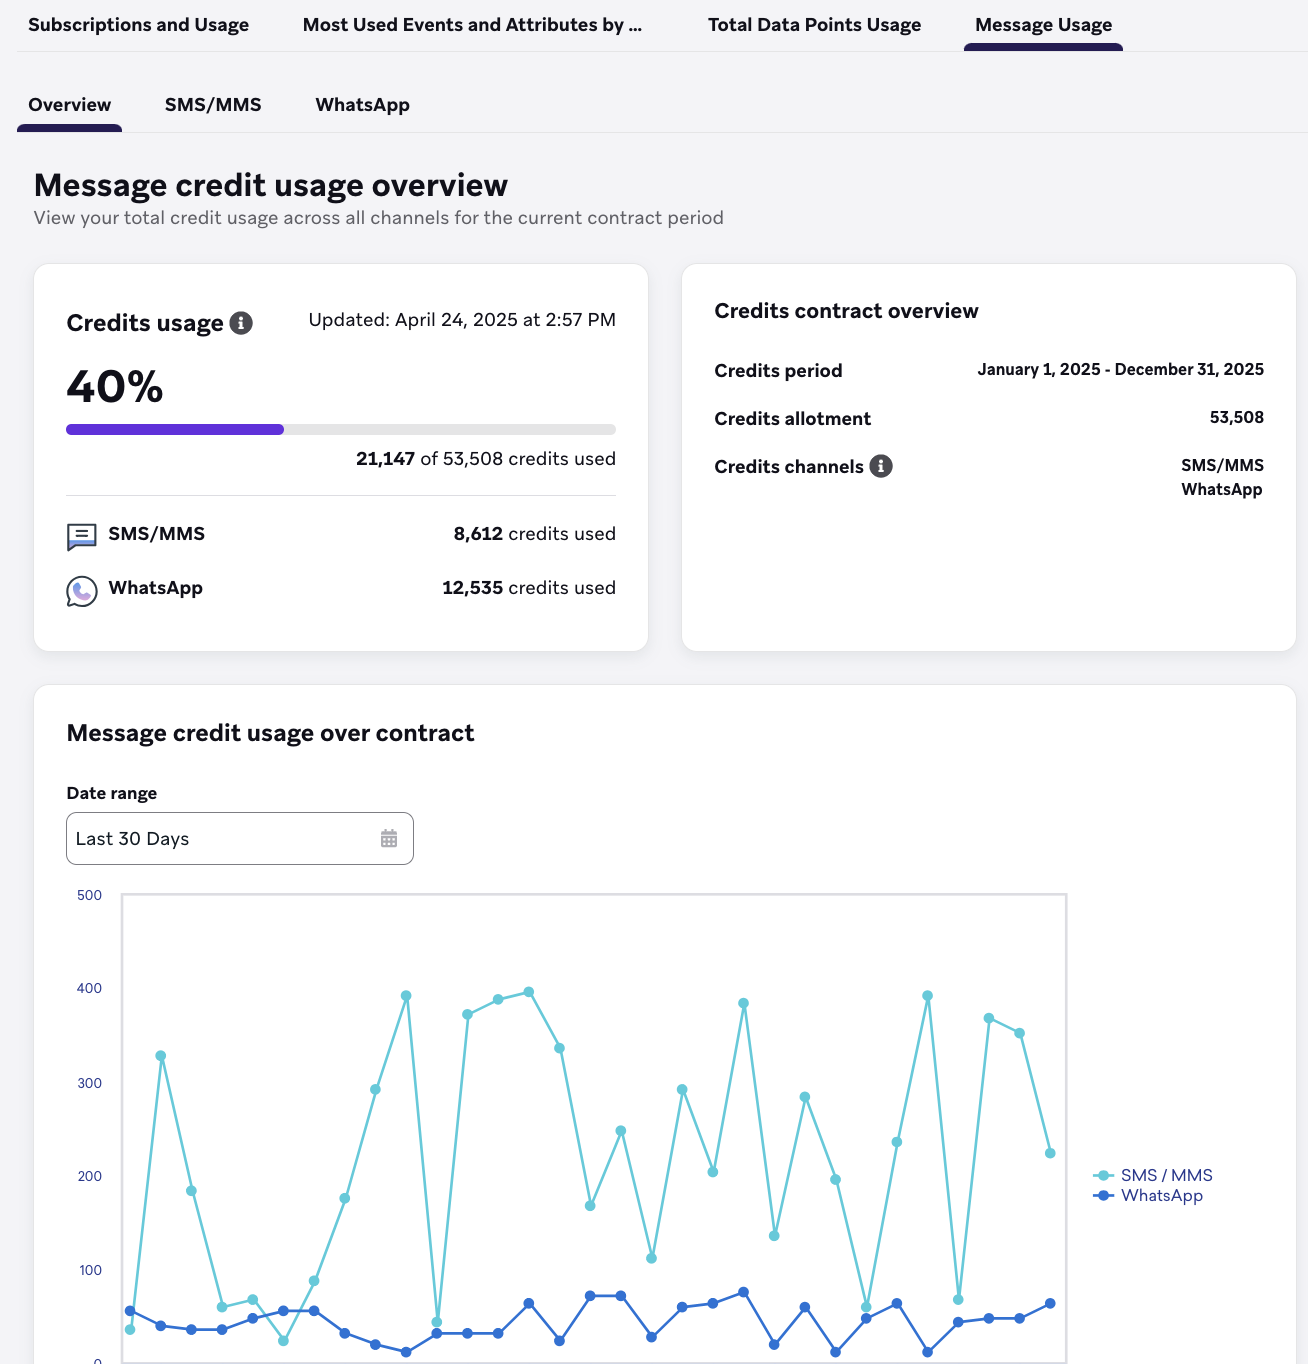 Subscriptions and Usage
Most Used Events and Attributes by ...
Total Data Points Usage
Message Usage
Overview
SMS/MMS
WhatsApp
Message credit usage overview
View your total credit usage across all channels for the current contract period
Credits usage
Updated: April 24, 2025 at 2:57 PM
40%
21,147 of 53,508 credits used
SMS/MMS
8,612 credits used
WhatsApp
12,535 credits used
Credits contract overview
Credits period
January 1, 2025 - December 31, 2025
Credits allotment
53,508
Credits channels
SMS/MMS
WhatsApp
Message credit usage over contract
Date range
Last 30 Days
500
400
300
200
100
0
SMS / MMS
WhatsApp